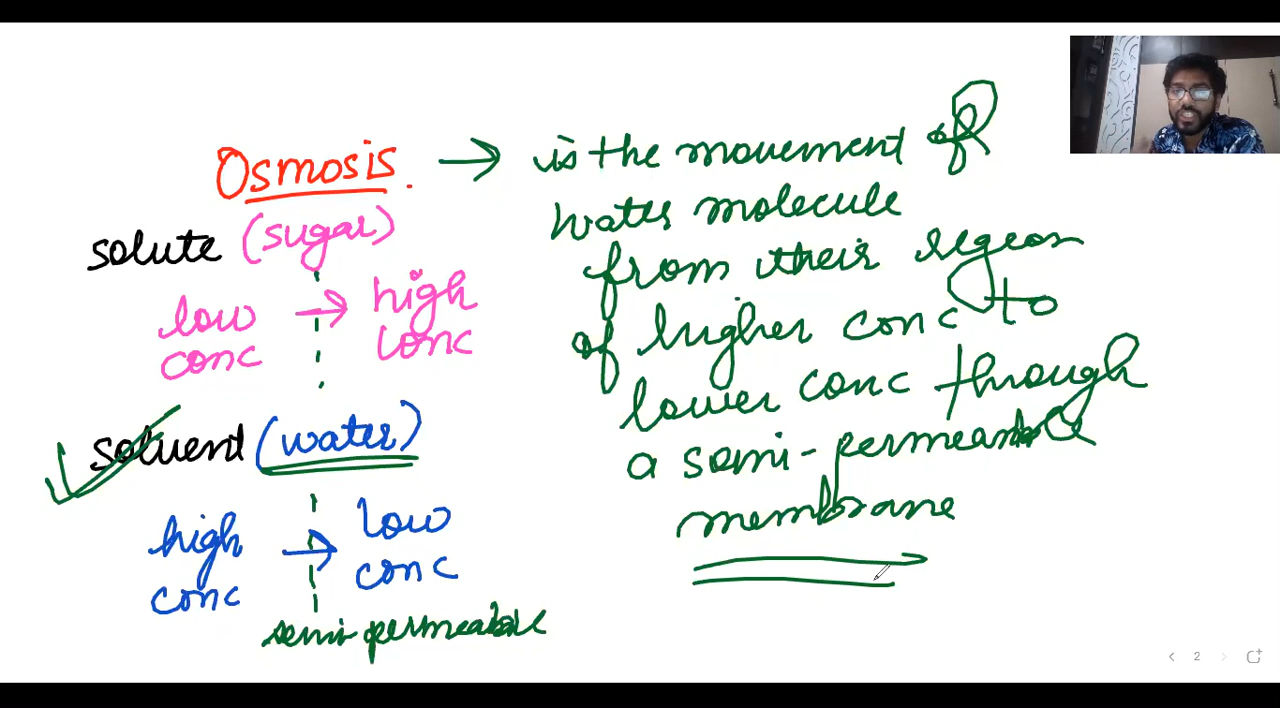 Osmosis. → is the movement of
water molecule
from their region
of higher conc to
lower conc through
a semi-permeable
membrane
solute (sugar)
low → high
conc conc
solvent (water)
high → low
conc conc
semi-permeable
2